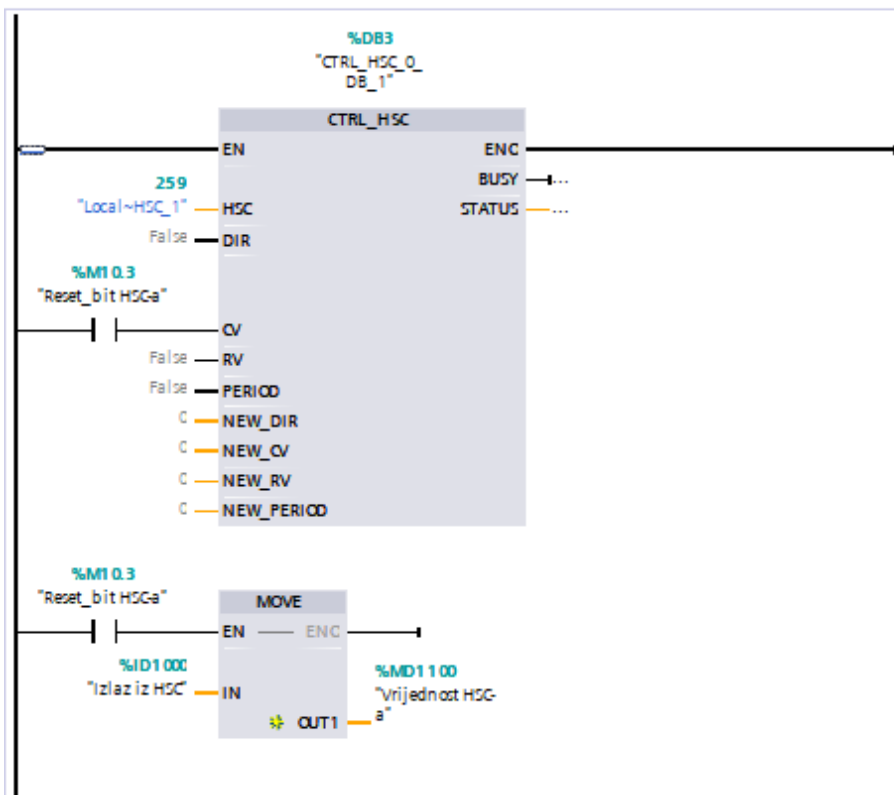 %DB3
"CTRL_HSC_0_
DB_1"
CTRL_HSC
EN ENO
BUSY ...
259
"Local~HSC_1" HSC STATUS ...
False DIR
%M10.3
"Reset_bit HSC-a"
CV
False RV
False PERIOD
0 NEW_DIR
0 NEW_CV
0 NEW_RV
0 NEW_PERIOD
%M10.3
"Reset_bit HSC-a"
MOVE
EN ENO
%ID1000
"Izlaz iz HSC" IN
%MD1100
"Vrijednost HSC-
a"
OUT1